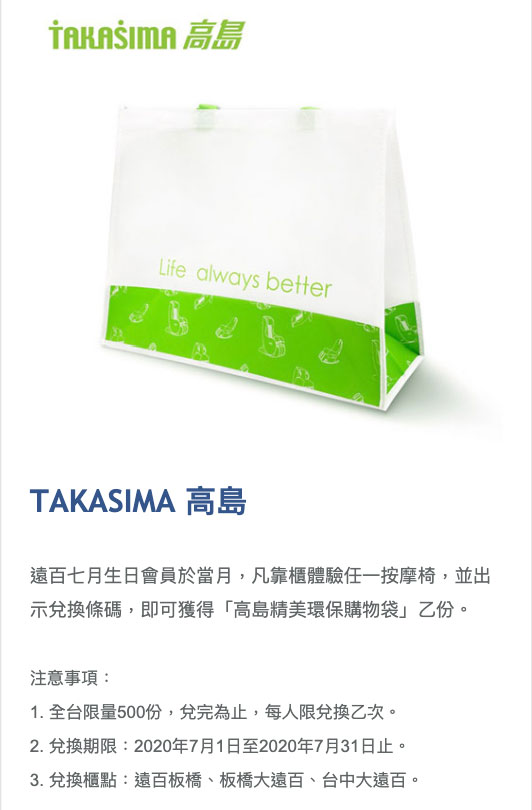 TAKASIMA 高島
Life always better
TAKASIMA 高島
遠百七月生日會員於當月，凡靠櫃體驗任一按摩椅，並出
示兌換條碼，即可獲得「高島精美環保購物袋」乙份。
注意事項：
1. 全台限量500份，兌完為止，每人限兌換乙次。
2. 兌換期限：2020年7月1日至2020年7月31日止。
3. 兌換櫃點：遠百板橋、板橋大遠百、台中大遠百。